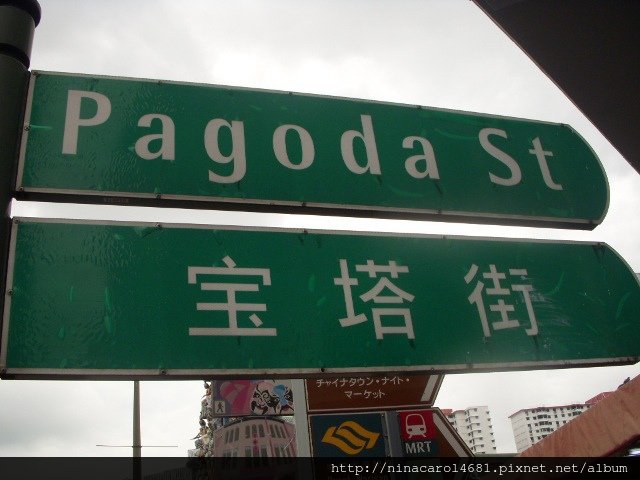 Pagoda St
宝塔街
チャイナタウン・ナイト・
マーケット
MRT
http://ninacarol4681.pixnet.net/album